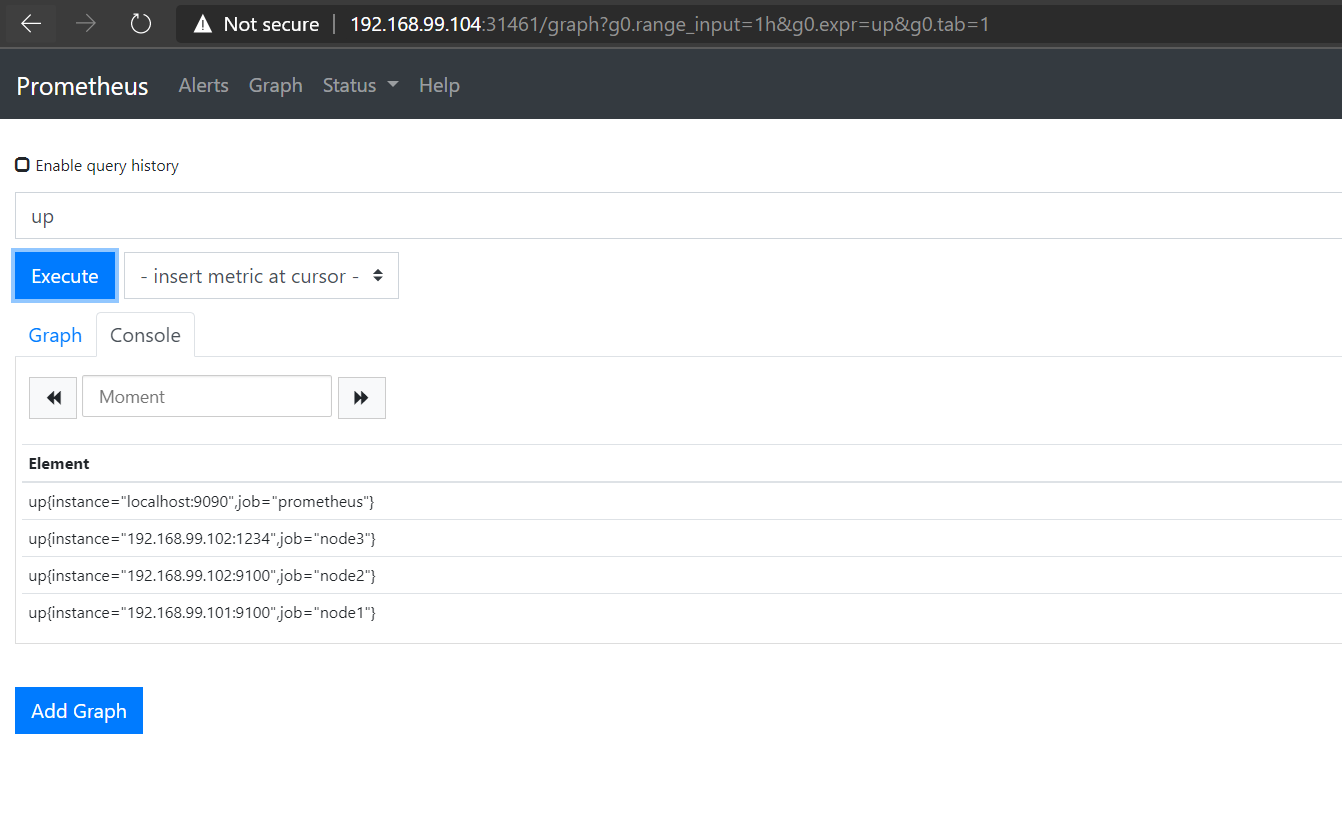 Not secure | 192.168.99.104:31461/graph?g0.range_input=1h&g0.expr=up&g0.tab=1
Prometheus Alerts Graph Status Help
Enable query history
up
Execute - insert metric at cursor -
Graph Console
Moment
Element
up{instance="localhost:9090",job="prometheus"}
up{instance="192.168.99.102:1234",job="node3"}
up{instance="192.168.99.102:9100",job="node2"}
up{instance="192.168.99.101:9100",job="node1"}
Add Graph